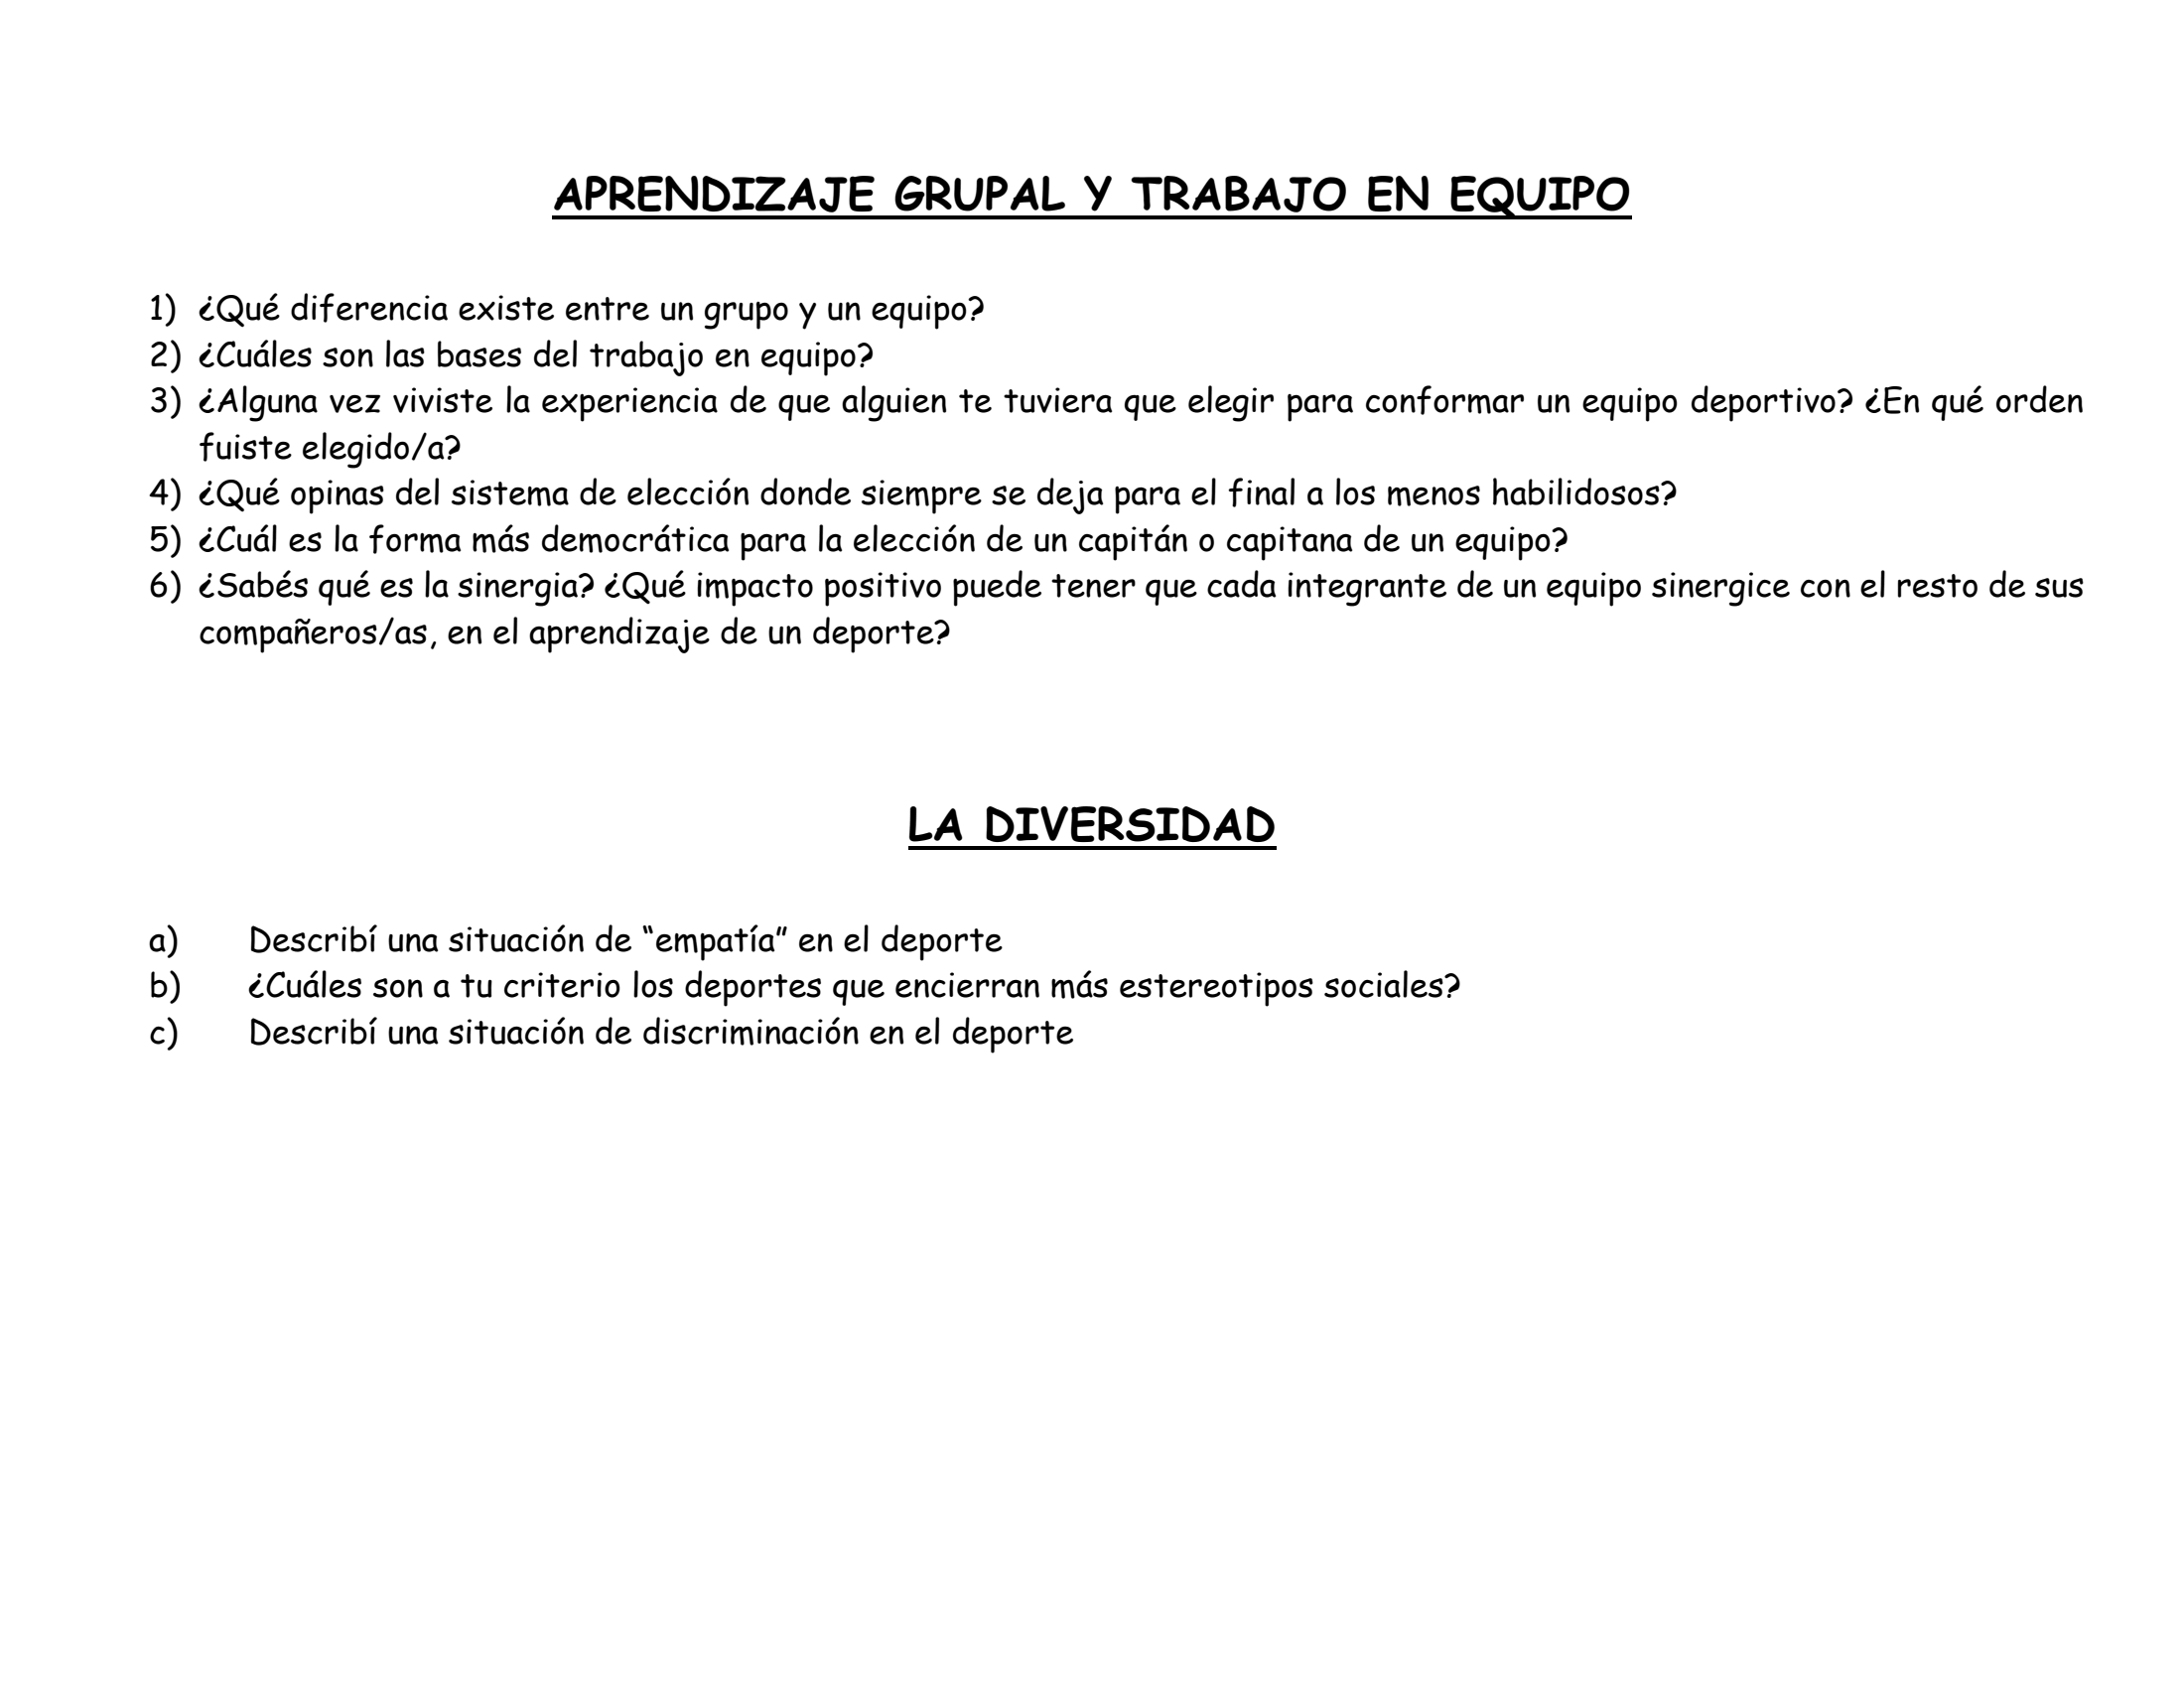 APRENDIZAJE GRUPAL Y TRABAJO EN EQUIPO
1) ¿Qué diferencia existe entre un grupo y un equipo?
2) ¿Cuáles son las bases del trabajo en equipo?
3) ¿Alguna vez viviste la experiencia de que alguien te tuviera que elegir para conformar un equipo deportivo? ¿En qué orden
fuiste elegido/a?
4) ¿Qué opinas del sistema de elección donde siempre se deja para el final a los menos habilidosos?
5) ¿Cuál es la forma más democrática para la elección de un capitán o capitana de un equipo?
6) ¿Sabés qué es la sinergia? ¿Qué impacto positivo puede tener que cada integrante de un equipo sinergice con el resto de sus
compañeros/as, en el aprendizaje de un deporte?
LA DIVERSIDAD
a) Describí una situación de “empatía” en el deporte
b) ¿Cuáles son a tu criterio los deportes que encierran más estereotipos sociales?
c) Describí una situación de discriminación en el deporte